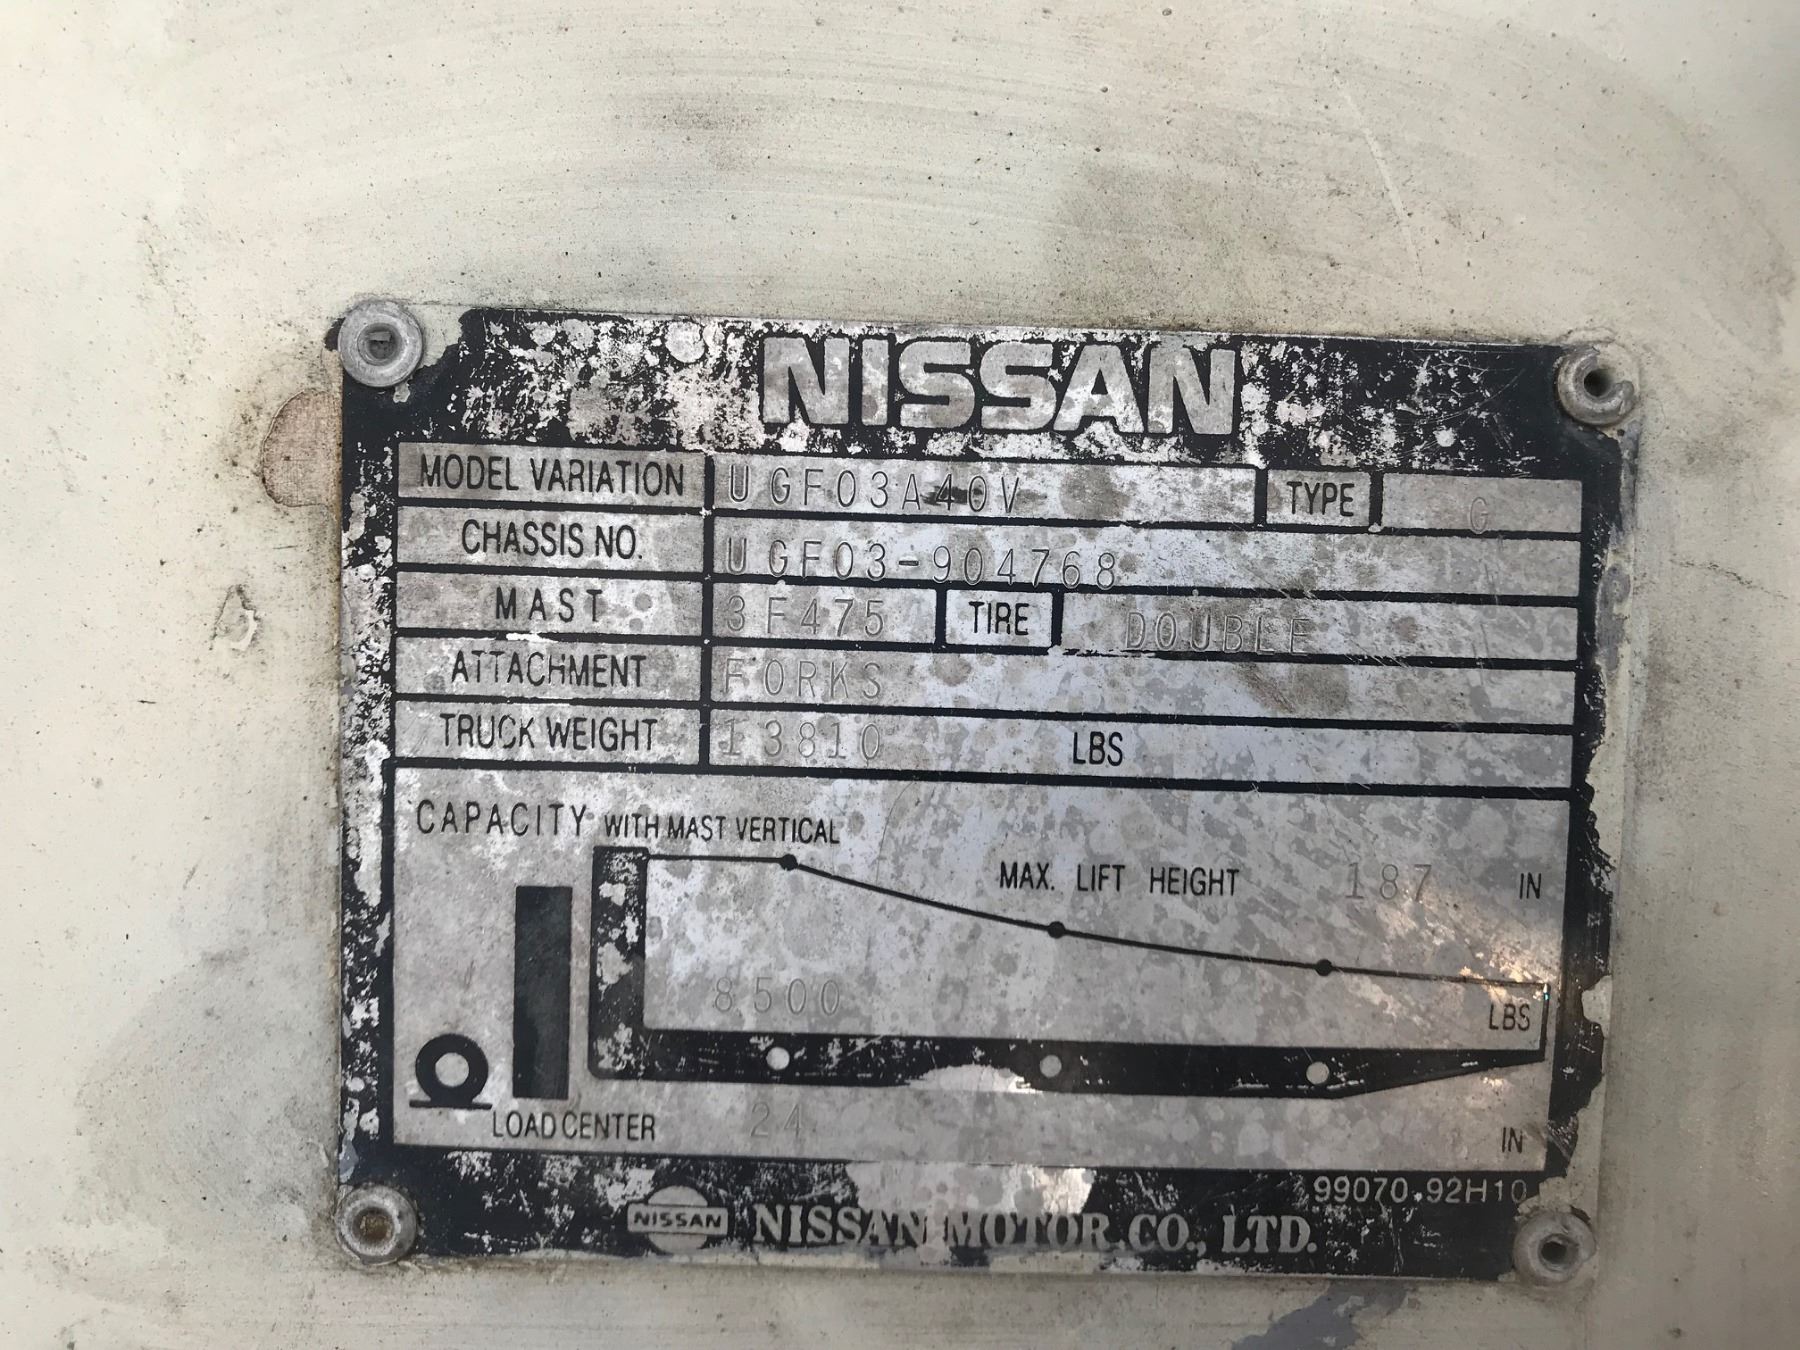 NISSAN
MODEL VARIATION UGF03A40V TYPE G
CHASSIS NO. UGF03-904768
MAST 3F475 TIRE DOUBLE
ATTACHMENT FORKS
TRUCK WEIGHT 13810 LBS
CAPACITY WITH MAST VERTICAL
MAX. LIFT HEIGHT 187 IN
8500 LBS
LOAD CENTER 24 IN
99070-92H10
NISSAN NISSAN MOTOR CO., LTD.